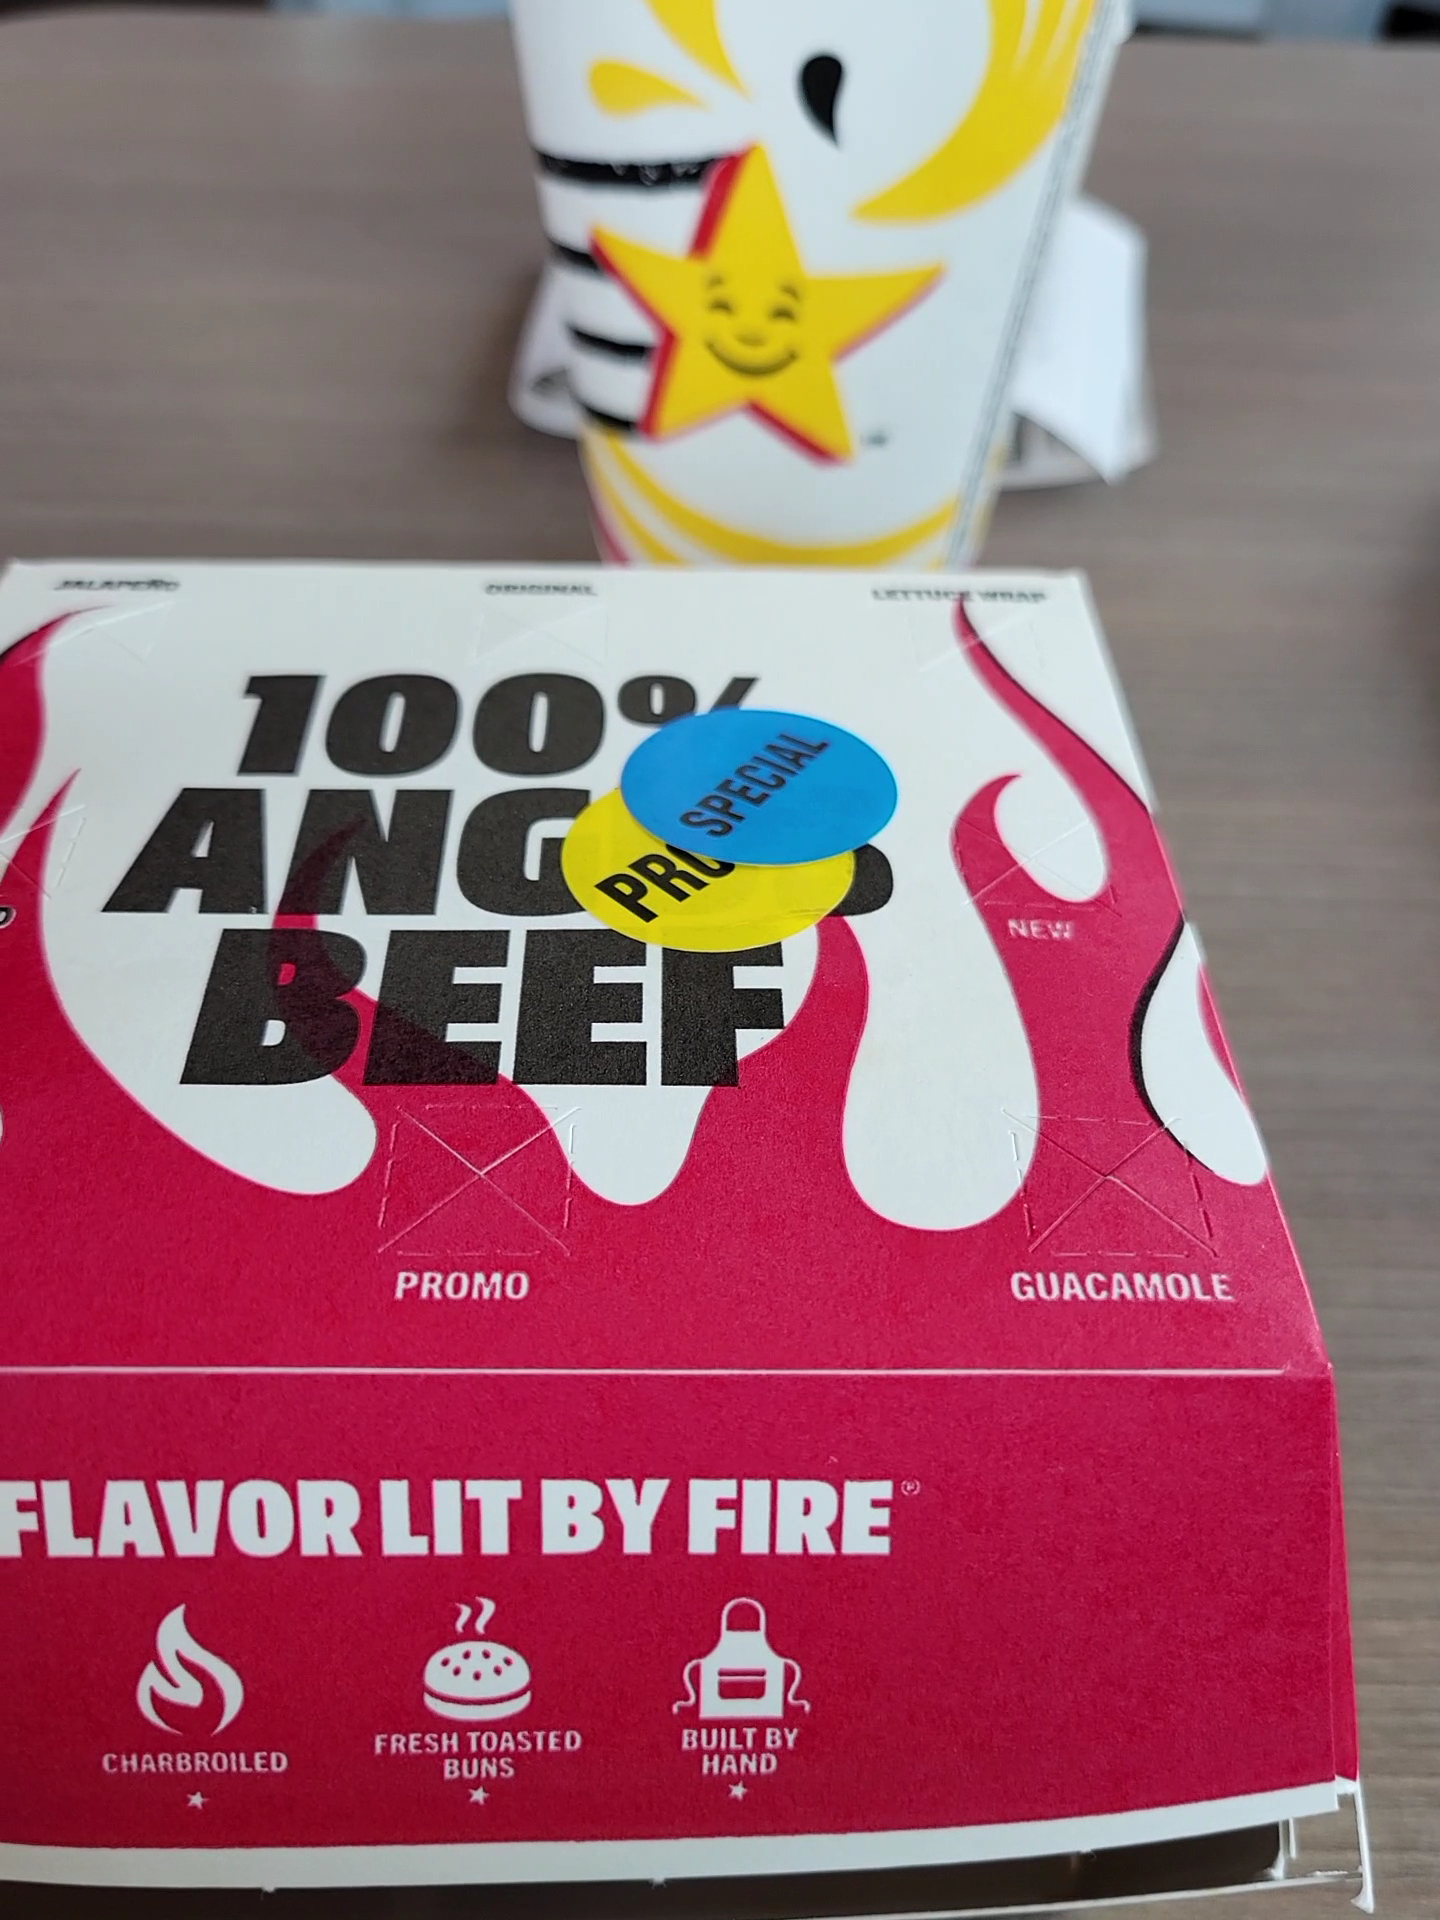 JALAPEÑO
ORIGINAL
LETTUCE WRAP
100%
ANG
SPECIAL
PRO
BEEF
NEW
PROMO
GUACAMOLE
FLAVOR LIT BY FIRE®
CHARBROILED
FRESH TOASTED
BUNS
BUILT BY
HAND